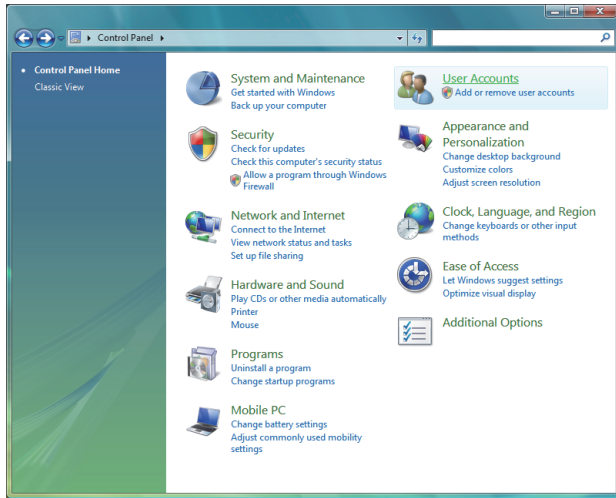 Control Panel
Control Panel Home
Classic View
System and Maintenance
Get started with Windows
Back up your computer
Security
Check for updates
Check this computer's security status
Allow a program through Windows
Firewall
Network and Internet
Connect to the Internet
View network status and tasks
Set up file sharing
Hardware and Sound
Play CDs or other media automatically
Printer
Mouse
Programs
Uninstall a program
Change startup programs
Mobile PC
Change battery settings
Adjust commonly used mobility
settings
User Accounts
Add or remove user accounts
Appearance and
Personalization
Change desktop background
Customize colors
Adjust screen resolution
Clock, Language, and Region
Change keyboards or other input
methods
Ease of Access
Let Windows suggest settings
Optimize visual display
Additional Options